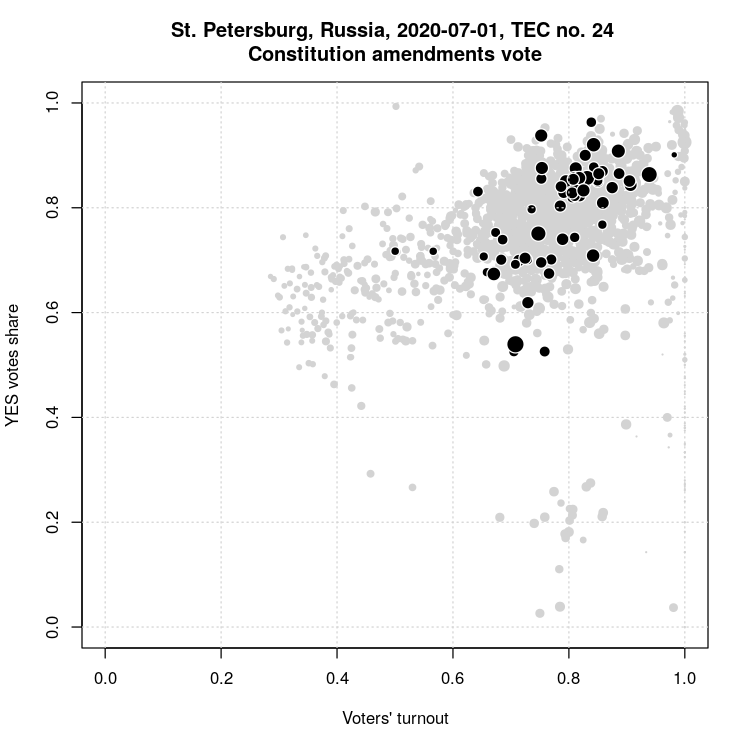 St. Petersburg, Russia, 2020-07-01, TEC no. 24
Constitution amendments vote
YES votes share
1.0
0.8
0.6
0.4
0.2
0.0
0.0 0.2 0.4 0.6 0.8 1.0
Voters' turnout